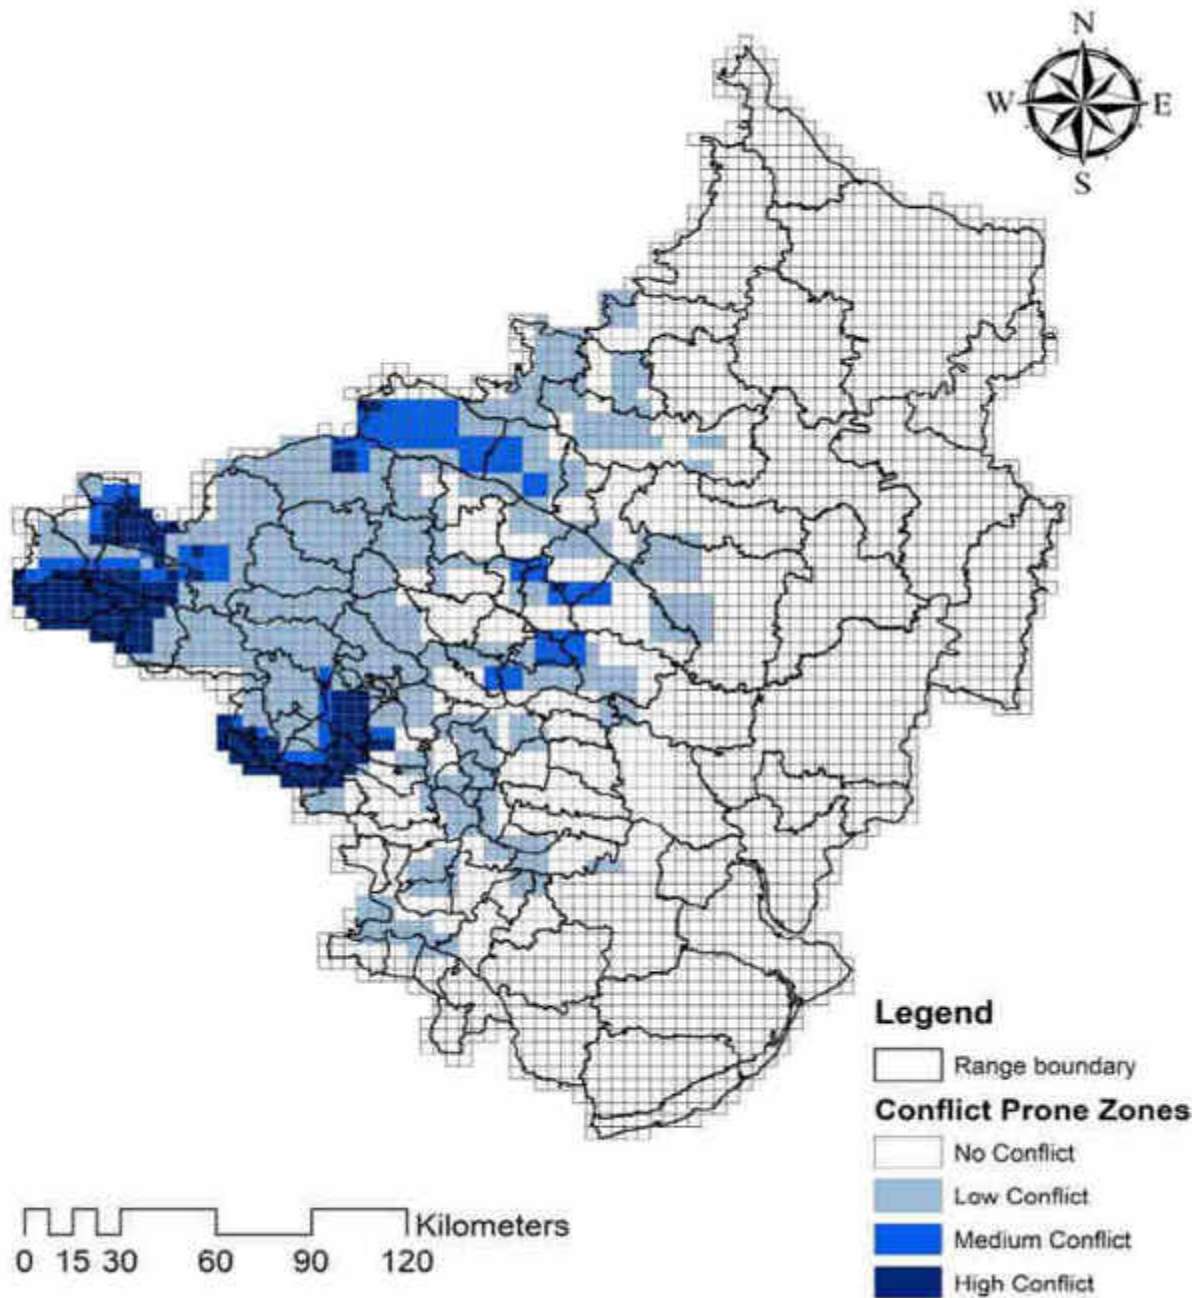 N
W E
S
Legend
Range boundary
Conflict Prone Zones
No Conflict
Low Conflict
Medium Conflict
High Conflict
Kilometers
0 15 30 60 90 120